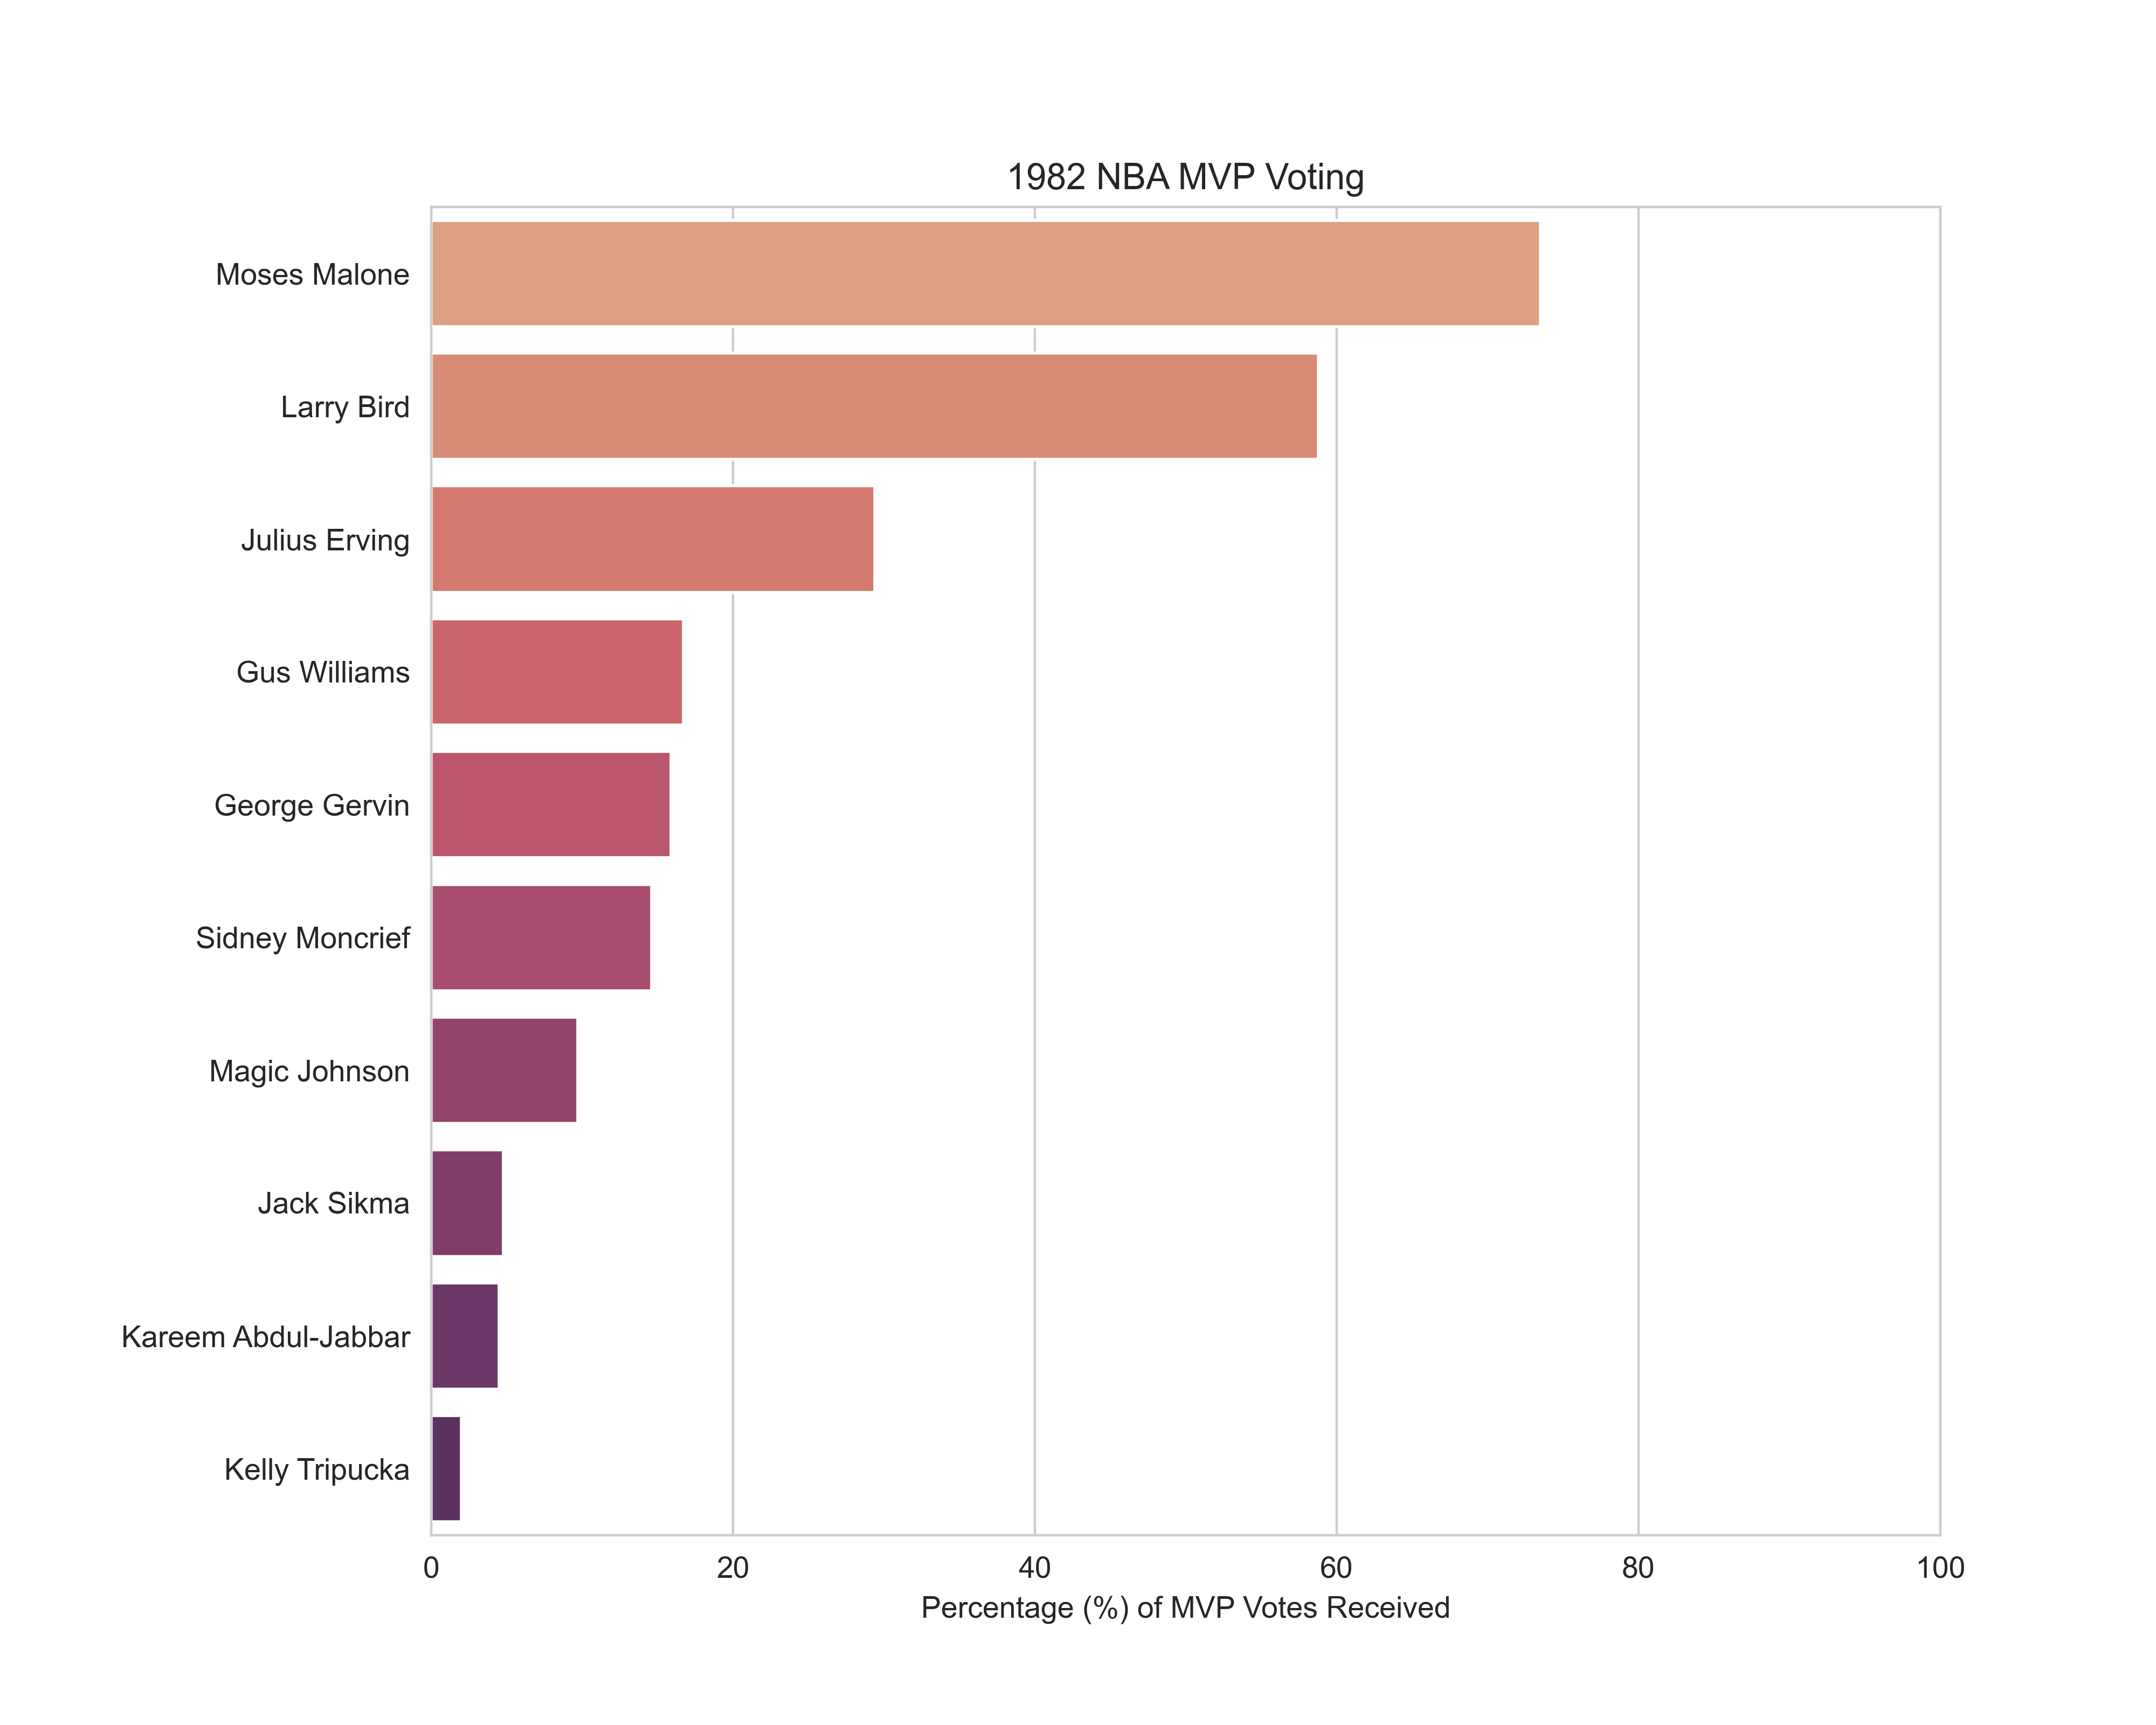 1982 NBA MVP Voting
Moses Malone
Larry Bird
Julius Erving
Gus Williams
George Gervin
Sidney Moncrief
Magic Johnson
Jack Sikma
Kareem Abdul-Jabbar
Kelly Tripucka
0 20 40 60 80 100
Percentage (%) of MVP Votes Received